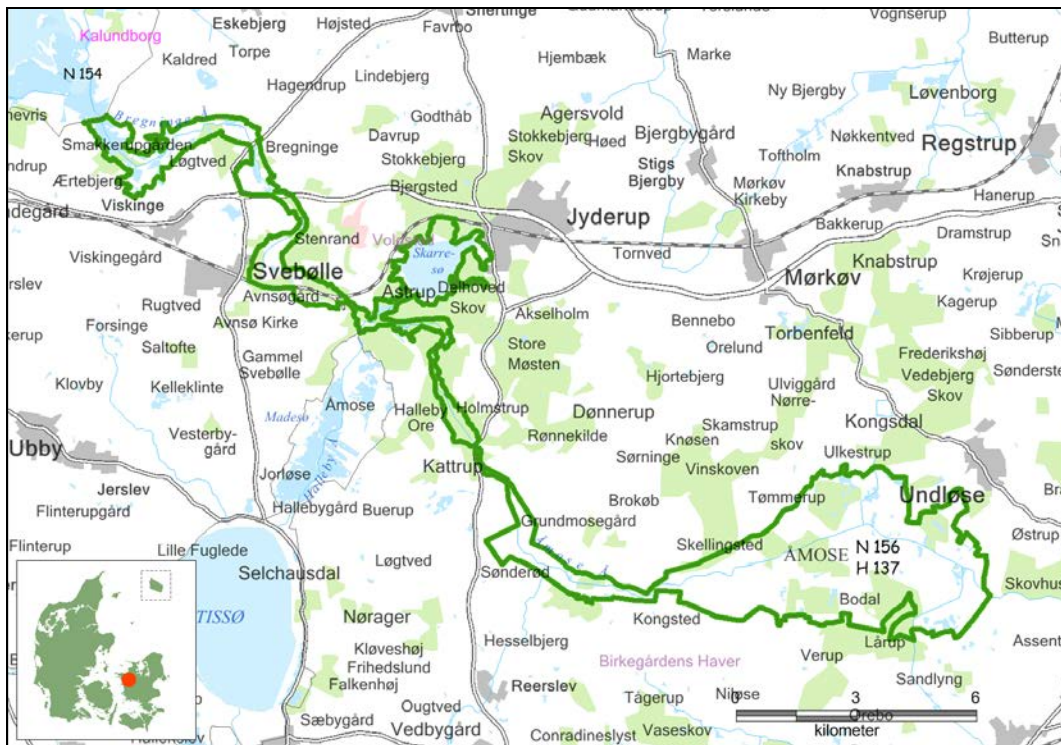 Eskebjerg
Højsted
Favrbo
Vognserup
Kalundborg
Torpe
Marke
Butterup
Kaldred
Lindebjerg
Hjembæk
N 154
Hagendrup
Ny Bjergby
Løvenborg
Godthåb
Agersvold
Bregninge Å
Davrup
Stokkebjerg
Skov
Høed
Bjergbygård
Nøkkentved
Regstrup
Smakkerupgården
Bregninge
Stokkebjerg
Stigs
Bjergby
Toftholm
Løgtved
Knabstrup
Ærtebjerg
Bjergsted
Mørkøv
Kirkeby
Hanerup
Viskinge
Jyderup
Bakkerup
Dramstrup
Stenrand
Viskingegård
Skarre-
sø
Tornved
Knabstrup
Svebølle
Mørkøv
Krøjerup
Rugtved
Avnsøgård
Astrup
Delhoved
Skov
Kagerup
Akselholm
Forsinge
Avnsø Kirke
Bennebo
Torbenfeld
Sibberup
Saltofte
Store
Møsten
Orelund
Frederikshøj
Gammel
Svebølle
Vedebjerg
Skov
Klovby
Kelleklinte
Hjortebjerg
Ulviggård
Nørre-
skov
Åmose
Madesø
Halleby
Ore
Holmstrup
Dønnerup
Kongsdal
Vesterby-
gård
Skamstrup
Ubby
Rønnekilde
Knøsen
Sørninge
Ulkestrup
Halleby Å
Kattrup
Vinskoven
Jorløse
Jerslev
Tømmerup
Undløse
Hallebygård
Buerup
Brokøb
Flinterupgård
Grundmosegård
Flinterup
Åmose Å
Skellingsted
Østrup
Lille Fuglede
Løgtved
ÅMOSE
N 156
H 137
Selchausdal
Sønderød
Bodal
Nørager
Kongsted
TISSØ
Hesselbjerg
Lårup
Kløveshøj
Verup
Frihedslund
Birkegårdens Haver
Falkenhøj
Reerslev
Sandlyng
Tågerup
Niløse
Ougtved
0 3 6
Sæbygård
Vedbygård
Vaseskov
Orebo
Conradineslyst
kilometer